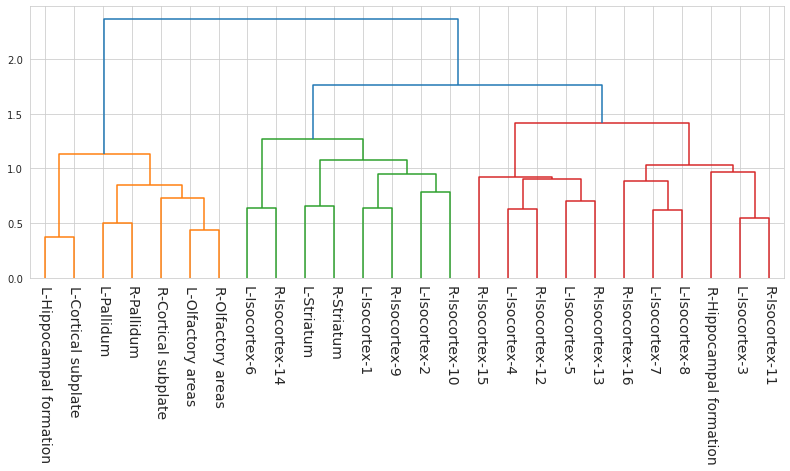 2.0
1.5
1.0
0.5
0.0
L-Hippocampal formation
L-Cortical subplate
L-Pallidum
R-Pallidum
R-Cortical subplate
L-Olfactory areas
R-Olfactory areas
L-Isocortex-6
R-Isocortex-14
L-Striatum
R-Striatum
L-Isocortex-1
R-Isocortex-9
L-Isocortex-2
R-Isocortex-10
R-Isocortex-15
L-Isocortex-4
R-Isocortex-12
L-Isocortex-5
R-Isocortex-13
R-Isocortex-16
L-Isocortex-7
L-Isocortex-8
R-Hippocampal formation
L-Isocortex-3
R-Isocortex-11